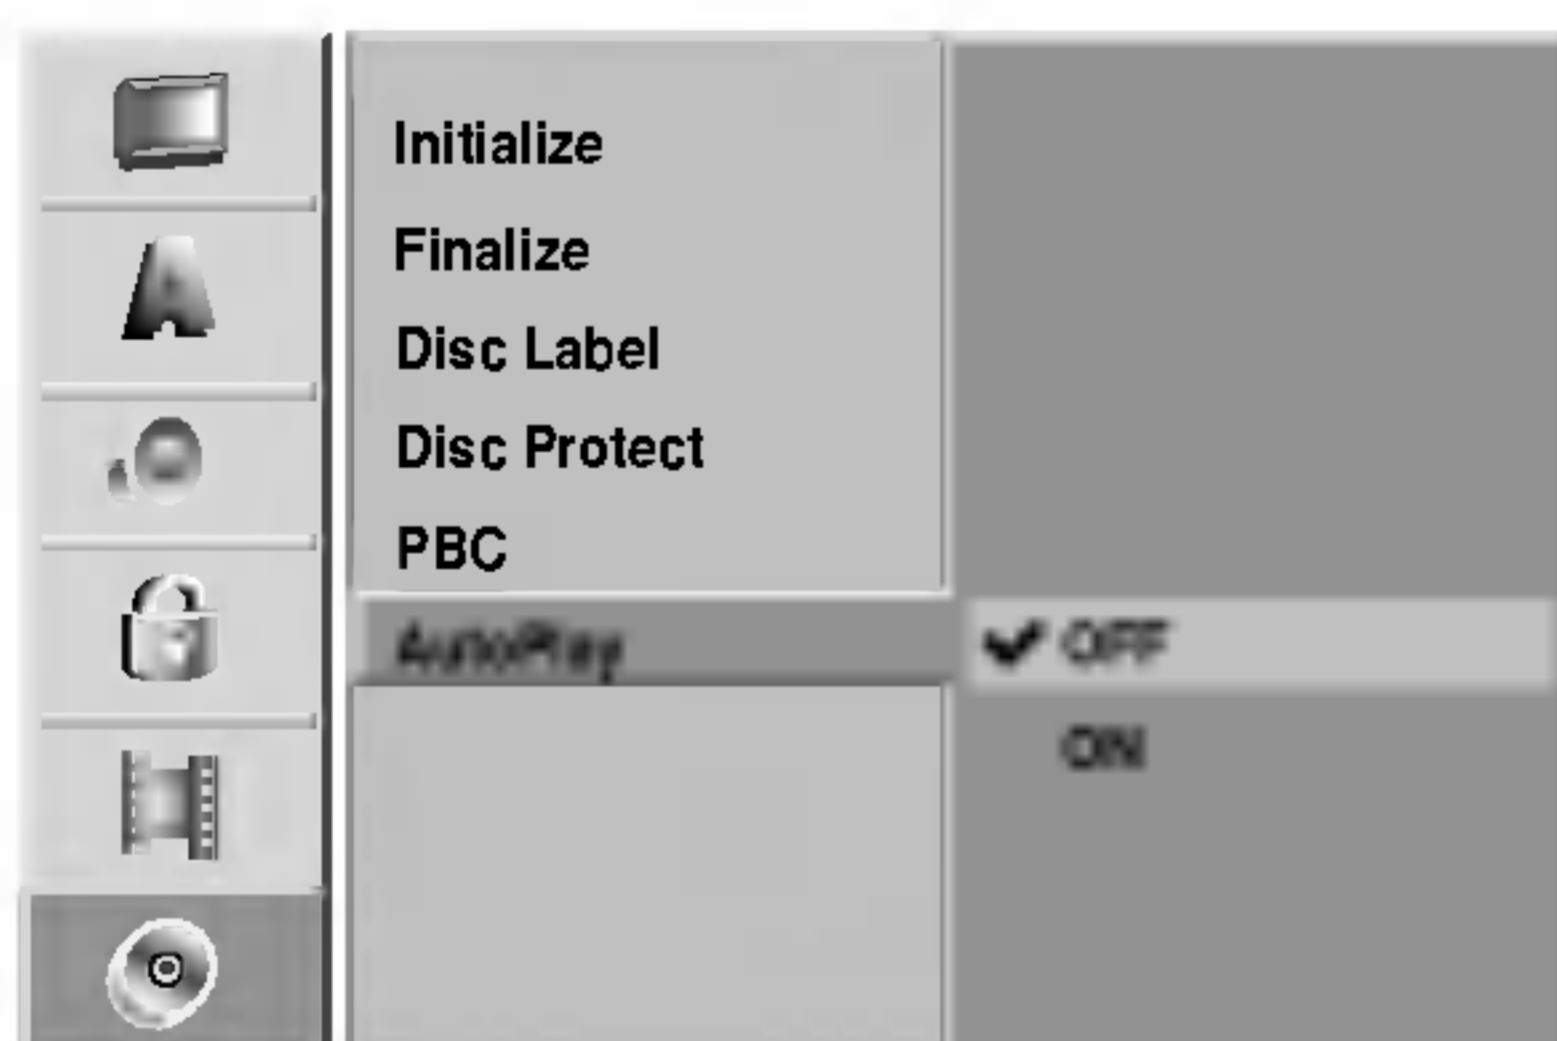 Initialize
Finalize
Disc Label
Disc Protect
PBC
AutoPlay
OFF
ON